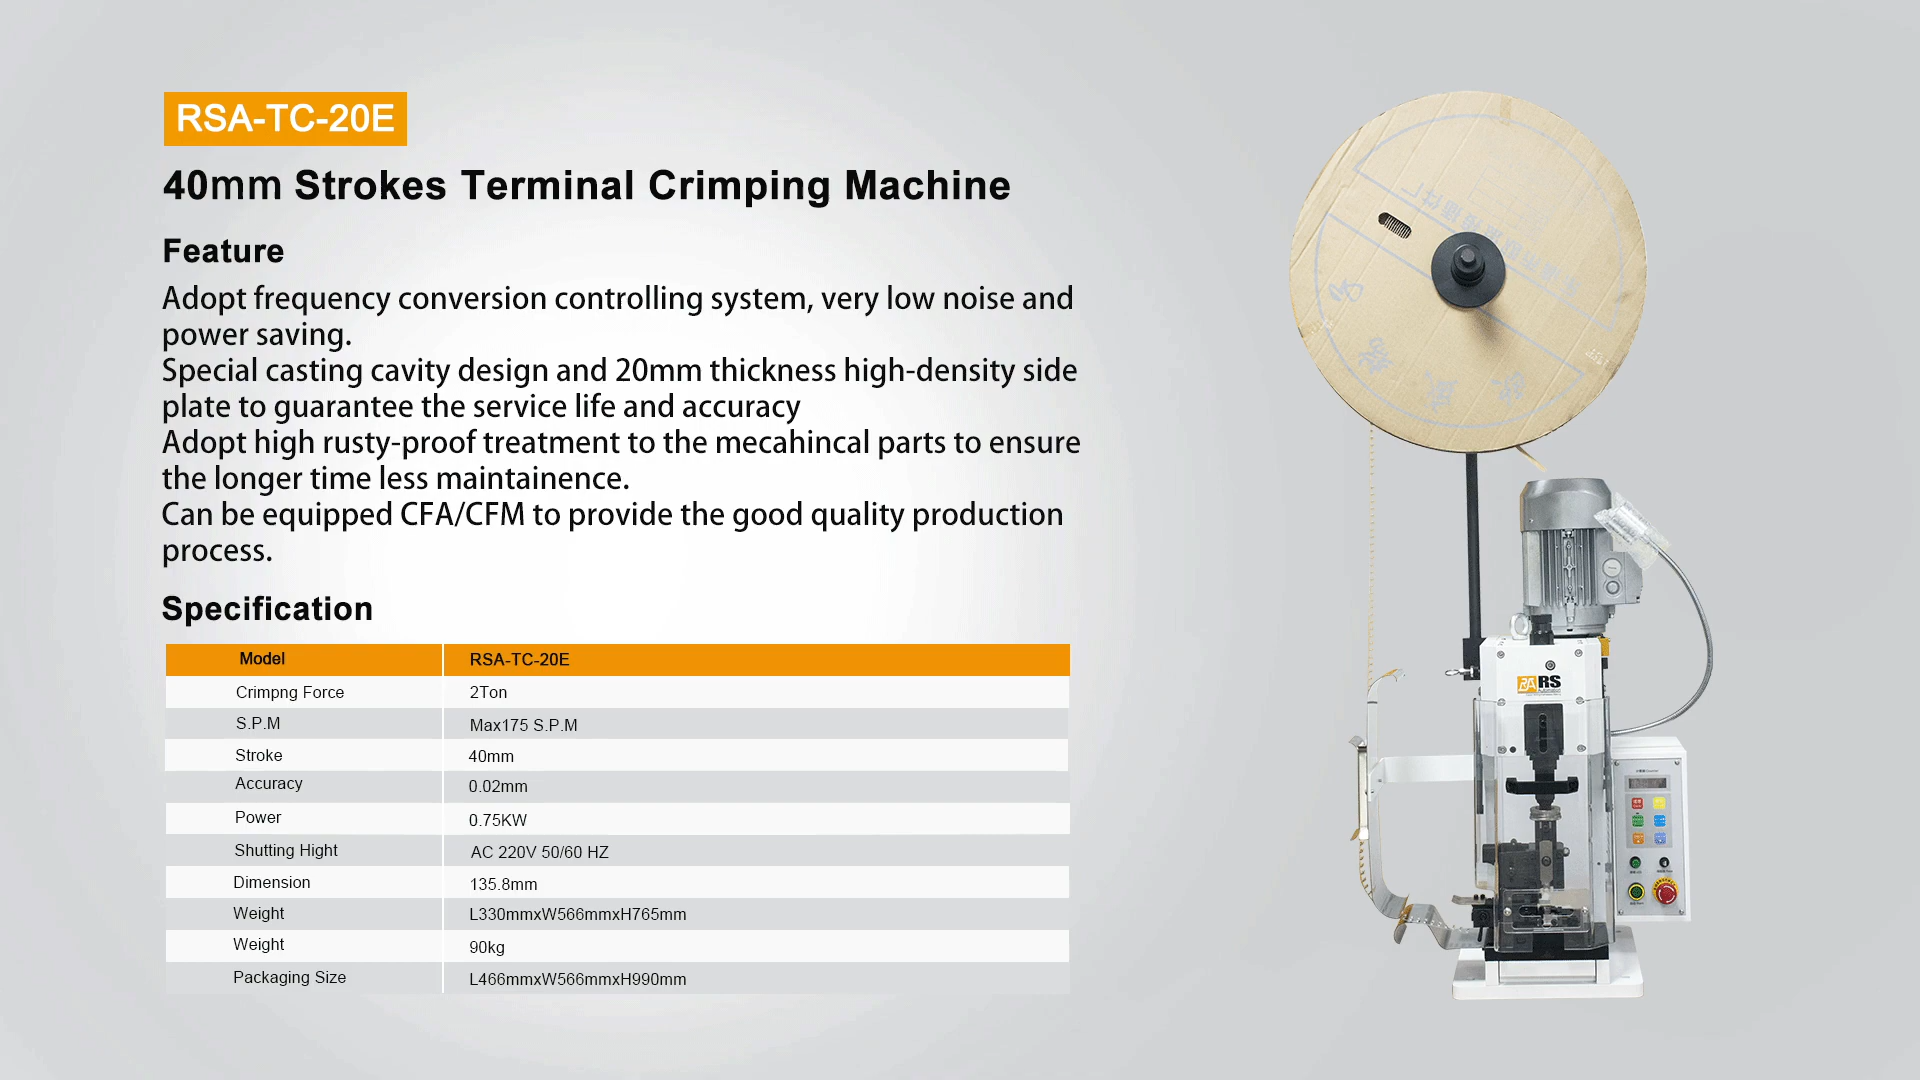 RSA-TC-20E
40mm Strokes Terminal Crimping Machine
Feature
Adopt frequency conversion controlling system, very low noise and
power saving.
Special casting cavity design and 20mm thickness high-density side
plate to guarantee the service life and accuracy
Adopt high rusty-proof treatment to the mecahincal parts to ensure
the longer time less maintainence.
Can be equipped CFA/CFM to provide the good quality production
process.
Specification
Model RSA-TC-20E
Crimpng Force 2Ton
S.P.M Max175 S.P.M
Stroke 40mm
Accuracy 0.02mm
Power 0.75KW
Shutting Hight AC 220V 50/60 HZ
Dimension 135.8mm
Weight L330mmxW566mmxH765mm
Weight 90kg
Packaging Size L466mmxW566mmxH990mm
RS